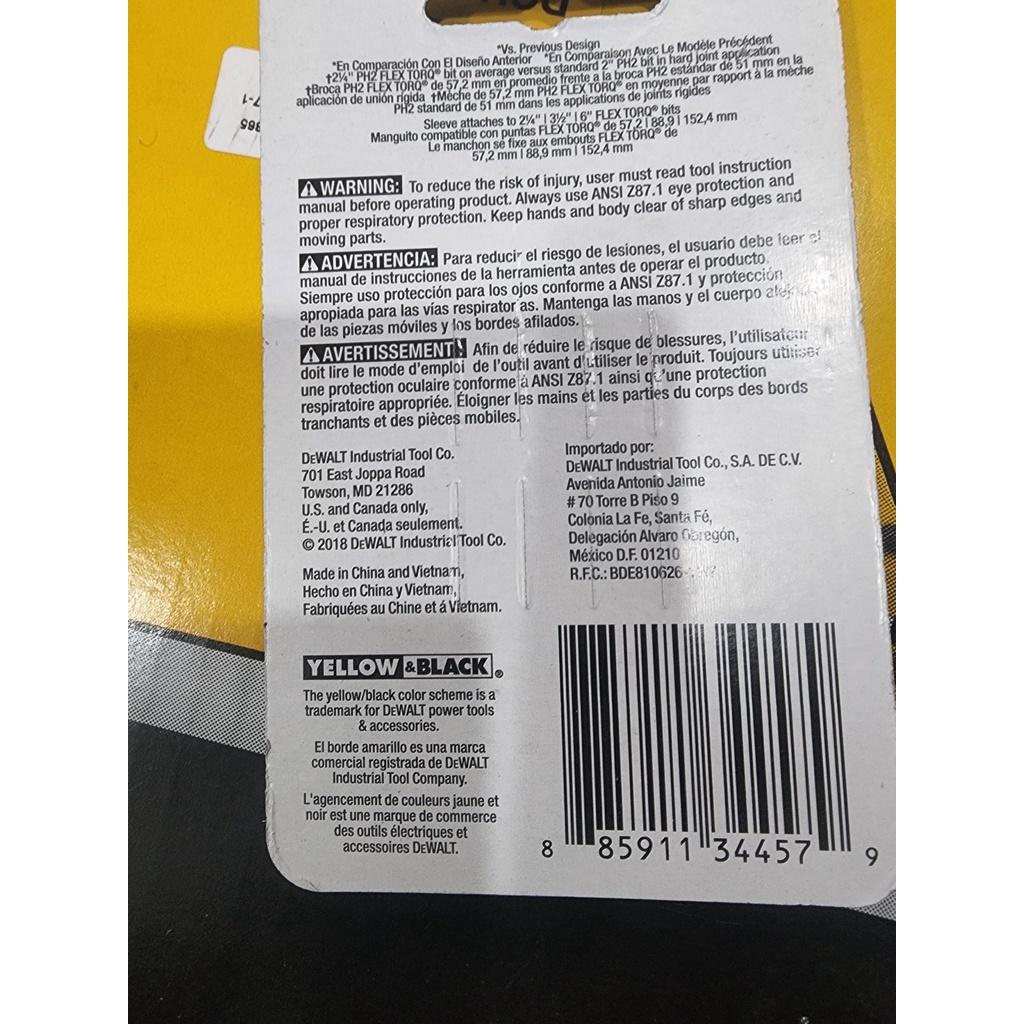 *Vs. Previous Design
*En Comparación Con El Diseño Anterior *En Comparaison Avec Le Modèle Précédent
†2¼" PH2 FLEX TORQ® bit on average versus standard 2" PH2 bit in hard joint application
†Broca PH2 FLEX TORQ® de 57,2 mm en promedio frente a la broca PH2 estándar de 51 mm en la
aplicación de unión rígida †Mèche de 57,2 mm PH2 FLEX TORQ® en moyenne par rapport à la mèche
PH2 standard de 51 mm dans les applications de joints rigides
Sleeve attaches to 2¼" | 3½" | 6" FLEX TORQ® bits
Manguito compatible con puntas FLEX TORQ® de 57,2 | 88,9 | 152,4 mm
Le manchon se fixe aux embouts FLEX TORQ® de
57,2 mm | 88,9 mm | 152,4 mm
WARNING: To reduce the risk of injury, user must read tool instruction
manual before operating product. Always use ANSI Z87.1 eye protection and
proper respiratory protection. Keep hands and body clear of sharp edges and
moving parts.
ADVERTENCIA: Para reducir el riesgo de lesiones, el usuario debe leer el
manual de instrucciones de la herramienta antes de operar el producto.
Siempre uso protección para los ojos conforme a ANSI Z87.1 y protección
apropiada para las vías respiratorias. Mantenga las manos y el cuerpo
de las piezas móviles y los bordes afilados.
AVERTISSEMENT: Afin de réduire le risque de blessures, l'utilisateur
doit lire le mode d'emploi de l'outil avant d'utiliser le produit. Toujours utiliser
une protection oculaire conforme à ANSI Z87.1 ainsi qu'une protection
respiratoire appropriée. Éloigner les mains et les parties du corps des bords
tranchants et des pièces mobiles.
DEWALT Industrial Tool Co.
701 East Joppa Road
Towson, MD 21286
U.S. and Canada only,
É.-U. et Canada seulement.
© 2018 DEWALT Industrial Tool Co.
Made in China and Vietnam,
Hecho en China y Vietnam,
Fabriquées au Chine et á Vietnam.
Importado por:
DEWALT Industrial Tool Co., S.A. DE C.V.
Avenida Antonio Jaime
# 70 Torre B Piso 9
Colonia La Fe, Santa Fé,
Delegación Alvaro Obregón,
México D.F. 01210
R.F.C.: BDE810626
YELLOW & BLACK®
The yellow/black color scheme is a
trademark for DEWALT power tools
& accessories.
El borde amarillo es una marca
comercial registrada de DEWALT
Industrial Tool Company.
L'agencement de couleurs jaune et
noir est une marque de commerce
des outils électriques et
accessoires DEWALT.
8 85911 34457 9